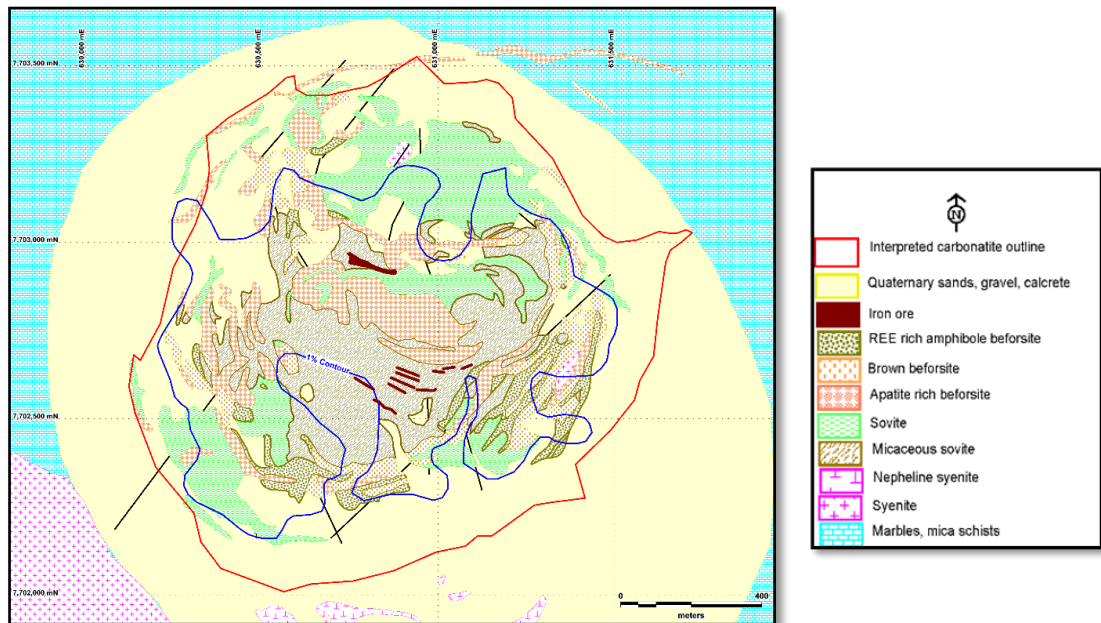 630,000 mE
630,500 mE
631,000 mE
631,500 mE
7,703,500 mN
7,703,000 mN
7,702,500 mN
7,702,000 mN
1% Contour
0 400
meters
N
Interpreted carbonatite outline
Quaternary sands, gravel, calcrete
Iron ore
REE rich amphibole beforsite
Brown beforsite
Apatite rich beforsite
Sovite
Micaceous sovite
Nepheline syenite
Syenite
Marbles, mica schists